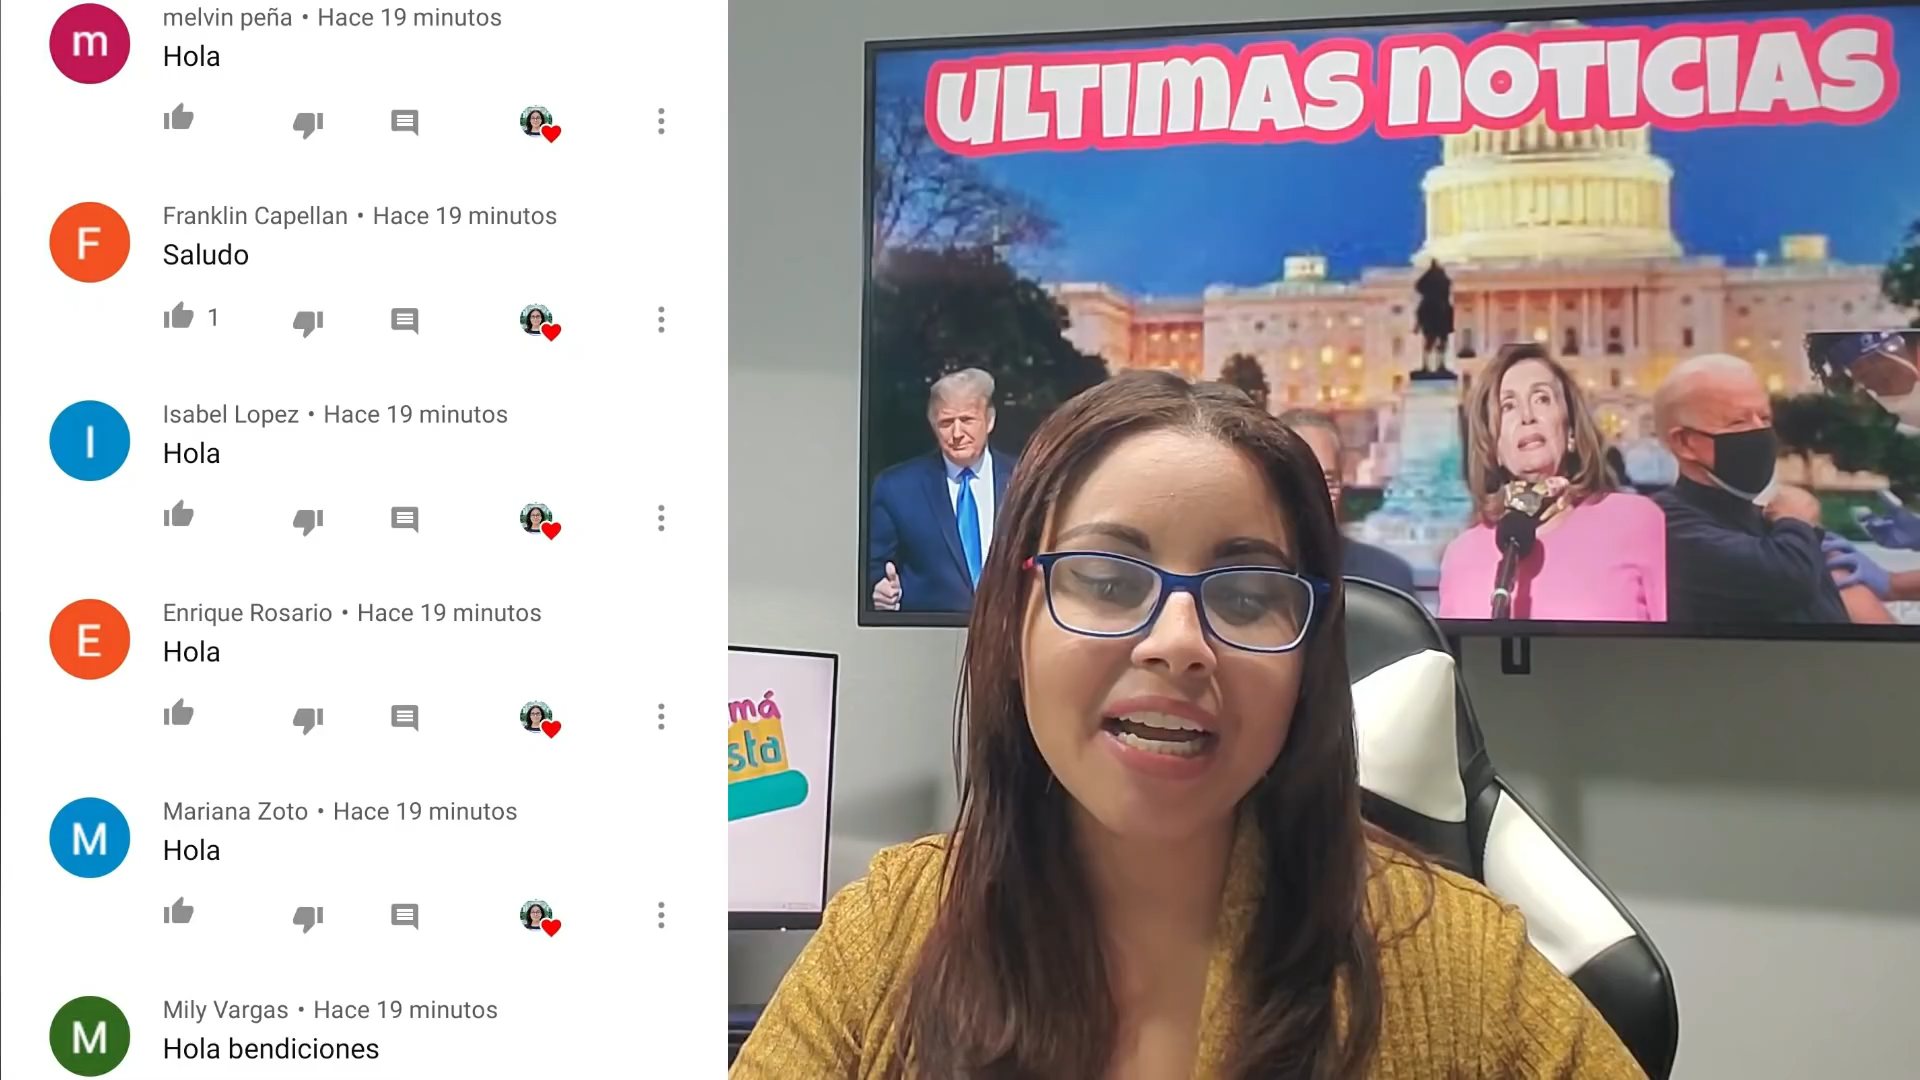 melvin peña • Hace 19 minutos
Hola
Franklin Capellan • Hace 19 minutos
Saludo
1
Isabel Lopez • Hace 19 minutos
Hola
Enrique Rosario • Hace 19 minutos
Hola
Mariana Zoto • Hace 19 minutos
Hola
Mily Vargas • Hace 19 minutos
Hola bendiciones
m
F
I
E
M
M
ULTIMAS NOTICIAS
má
sta